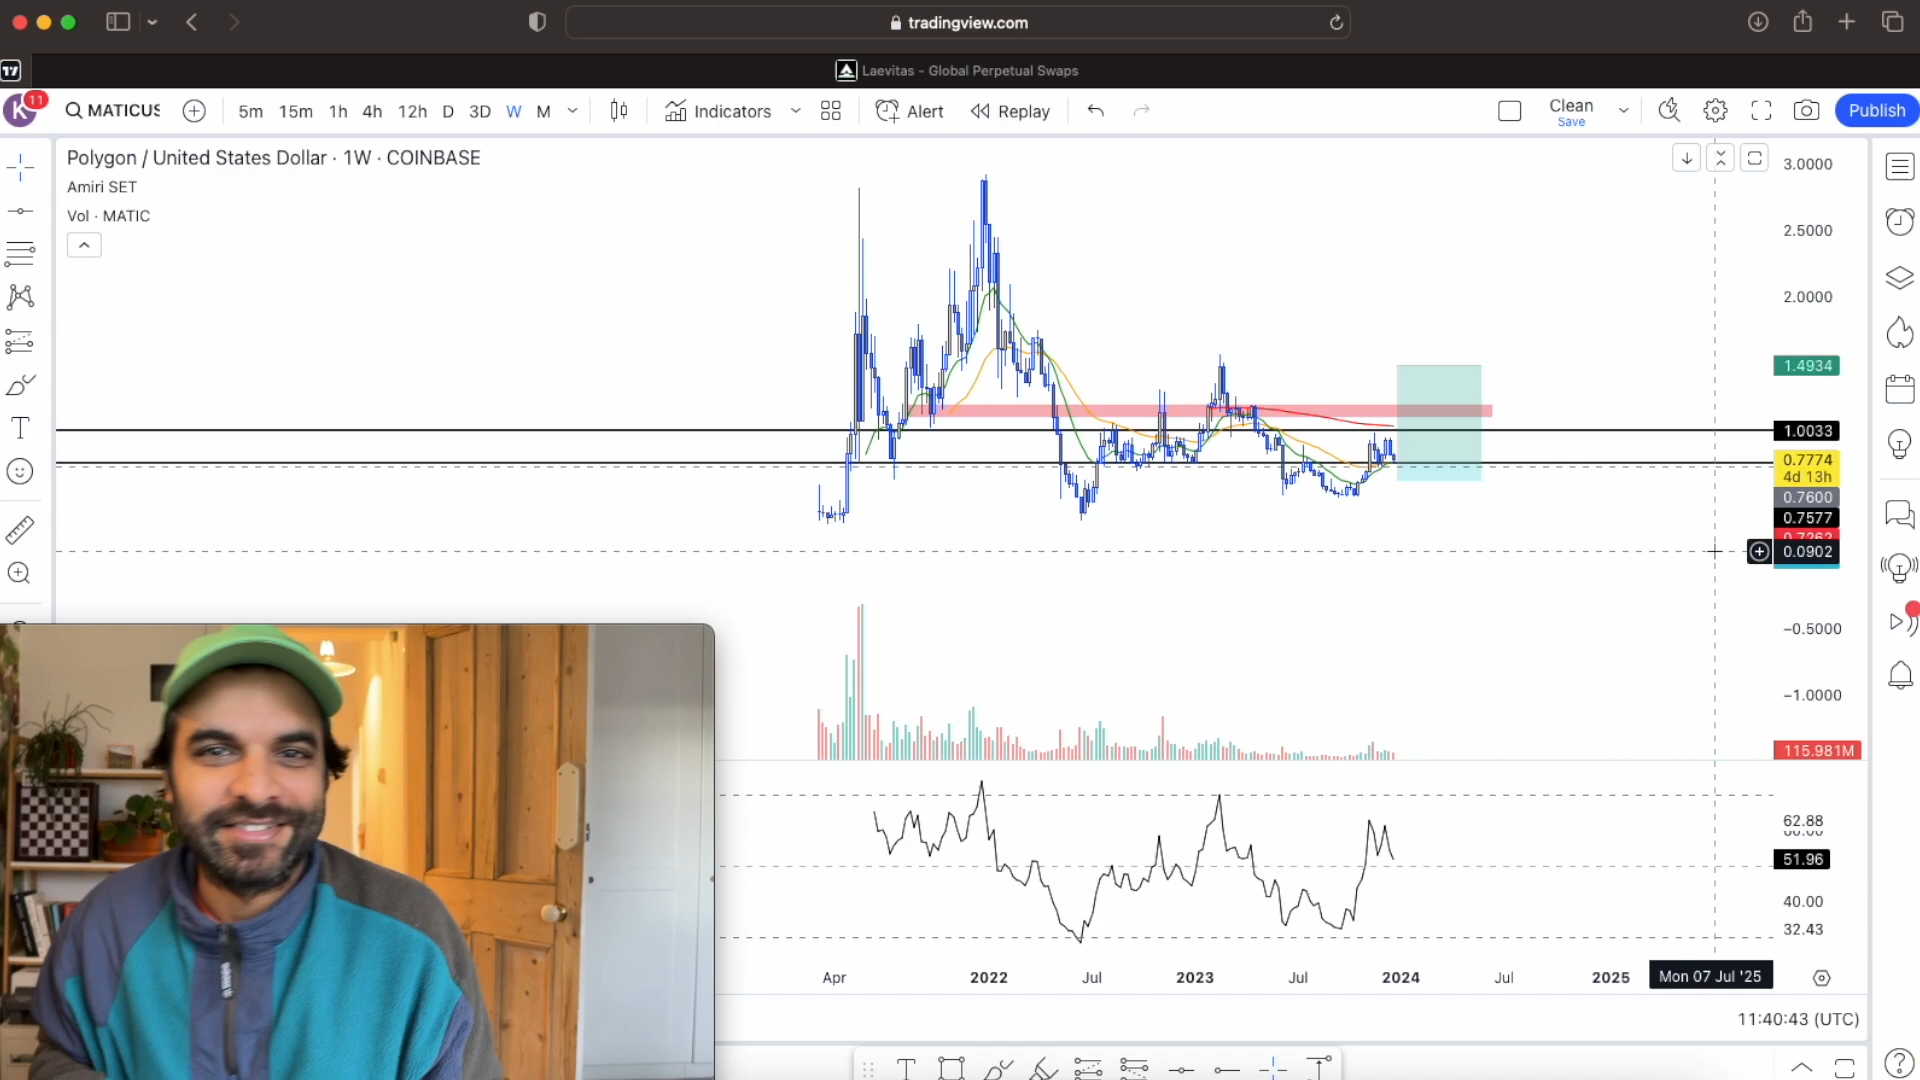 tradingview.com
Laevitas - Global Perpetual Swaps
K 11
MATICUS
5m 15m 1h 4h 12h D 3D W M
Indicators
Alert
Replay
Clean
Save
Publish
Polygon / United States Dollar · 1W · COINBASE
Amiri SET
Vol · MATIC
3.0000
2.5000
2.0000
1.4934
1.0033
0.7774
4d 13h
0.7600
0.7577
0.7262
0.0902
−0.5000
−1.0000
115.981M
62.88
51.96
40.00
32.43
Apr 2022 Jul 2023 Jul 2024 Jul 2025 Mon 07 Jul '25
11:40:43 (UTC)